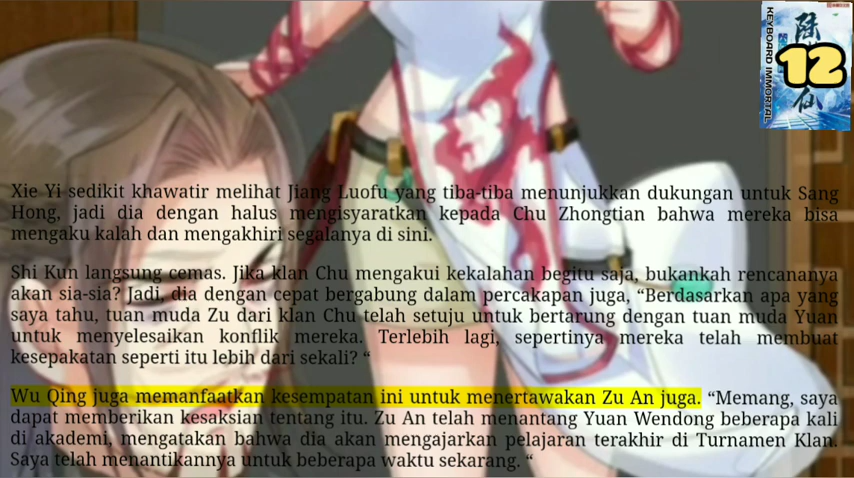 陆
KEYBOARD IMMORTAL
12
仙
Xie Yi sedikit khawatir melihat Jiang Luofu yang tiba-tiba menunjukkan dukungan untuk Sang
Hong, jadi dia dengan halus mengisyaratkan kepada Chu Zhongtian bahwa mereka bisa
mengaku kalah dan mengakhiri segalanya di sini.
Shi Kun langsung cemas. Jika klan Chu mengakui kekalahan begitu saja, bukankah rencananya
akan sia-sia? Jadi, dia dengan cepat bergabung dalam percakapan juga, “Berdasarkan apa yang
saya tahu, tuan muda Zu dari klan Chu telah setuju untuk bertarung dengan tuan muda Yuan
untuk menyelesaikan konflik mereka. Terlebih lagi, sepertinya mereka telah membuat
kesepakatan seperti itu lebih dari sekali? “
Wu Qing juga memanfaatkan kesempatan ini untuk menertawakan Zu An juga. “Memang, saya
dapat memberikan kesaksian tentang itu. Zu An telah menantang Yuan Wendong beberapa kali
di akademi, mengatakan bahwa dia akan mengajarkan pelajaran terakhir di Turnamen Klan.
Saya telah menantikannya untuk beberapa waktu sekarang. “